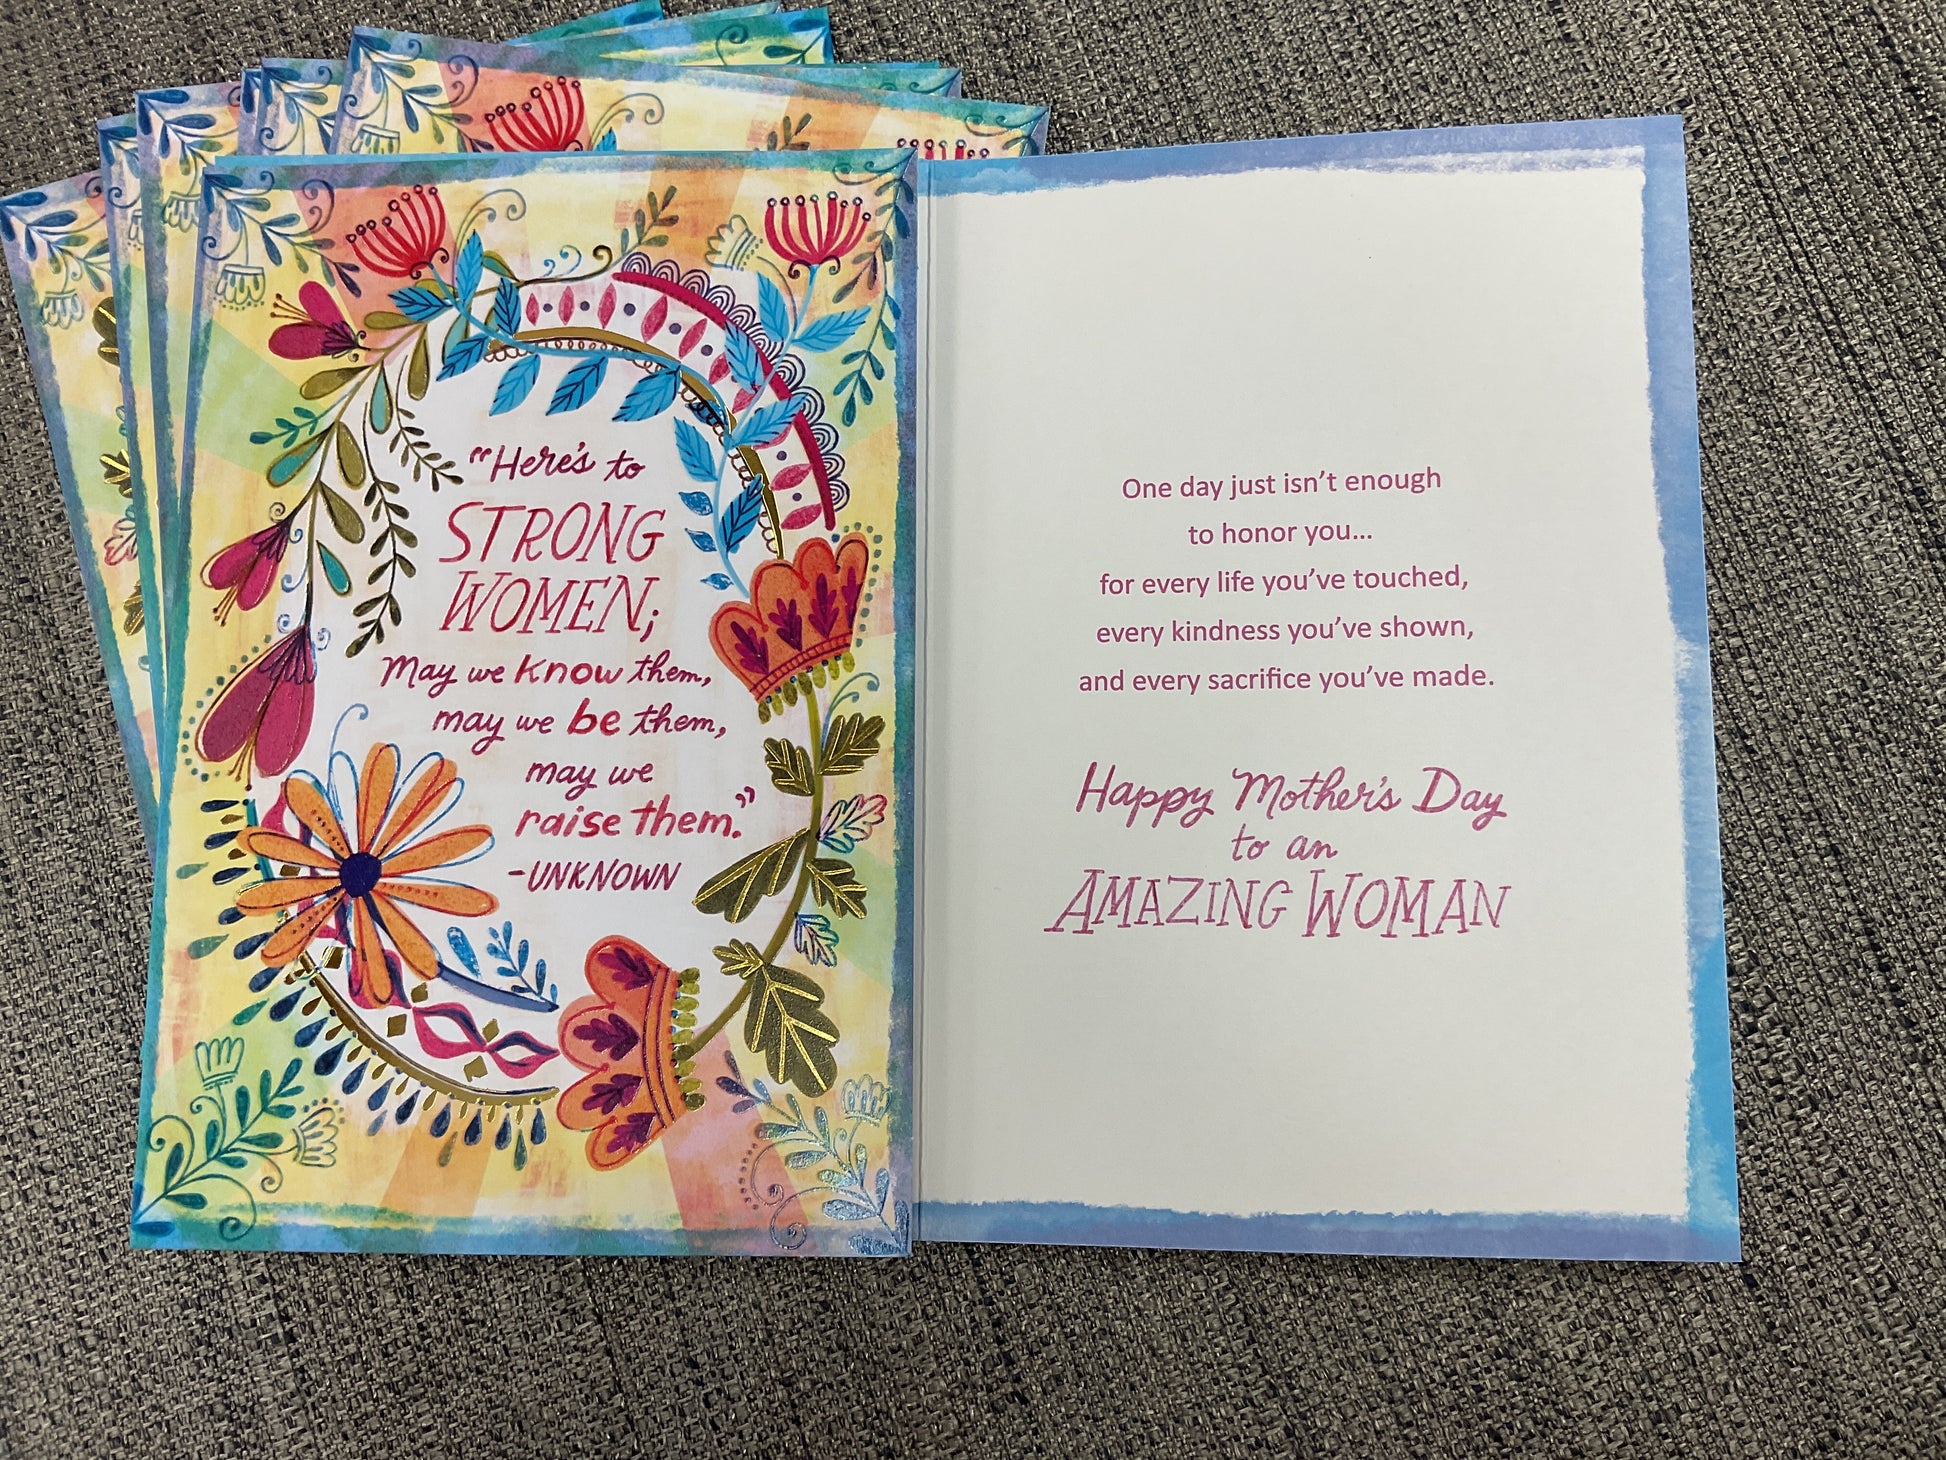 “Here's to
STRONG
WOMEN;
May we know them,
may we be them,
may we
raise them.”
-UNKNOWN
One day just isn’t enough
to honor you...
for every life you’ve touched,
every kindness you’ve shown,
and every sacrifice you’ve made.
Happy Mother's Day
to an
AMAZING WOMAN